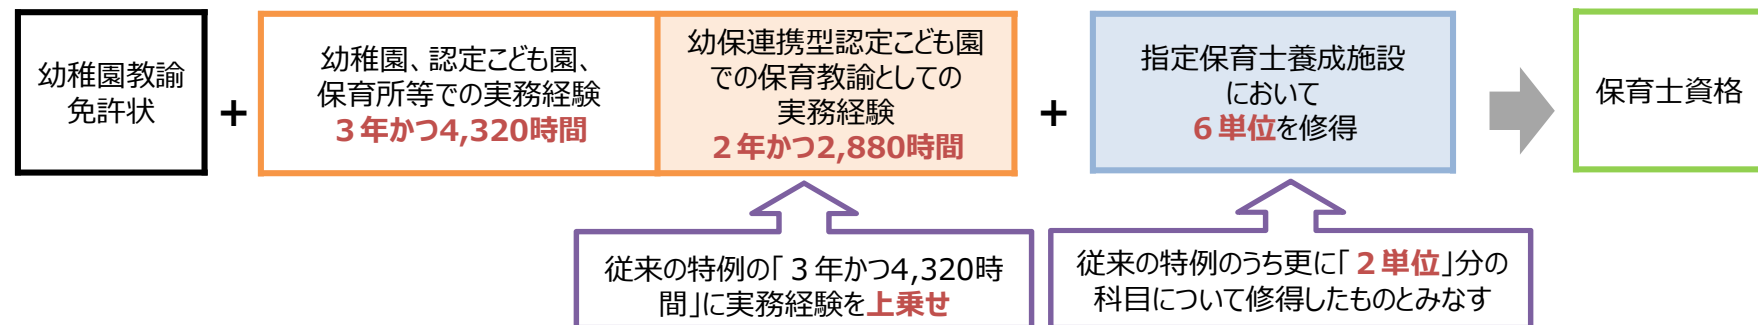 幼稚園教諭
免許状
+
幼稚園、認定こども園、
保育所等での実務経験
３年かつ4,320時間
幼保連携型認定こども園
での保育教諭としての
実務経験
２年かつ2,880時間
+
指定保育士養成施設
において
６単位を修得
保育士資格
従来の特例の「３年かつ4,320時
間」に実務経験を上乗せ
従来の特例のうち更に「２単位」分の
科目について修得したものとみなす